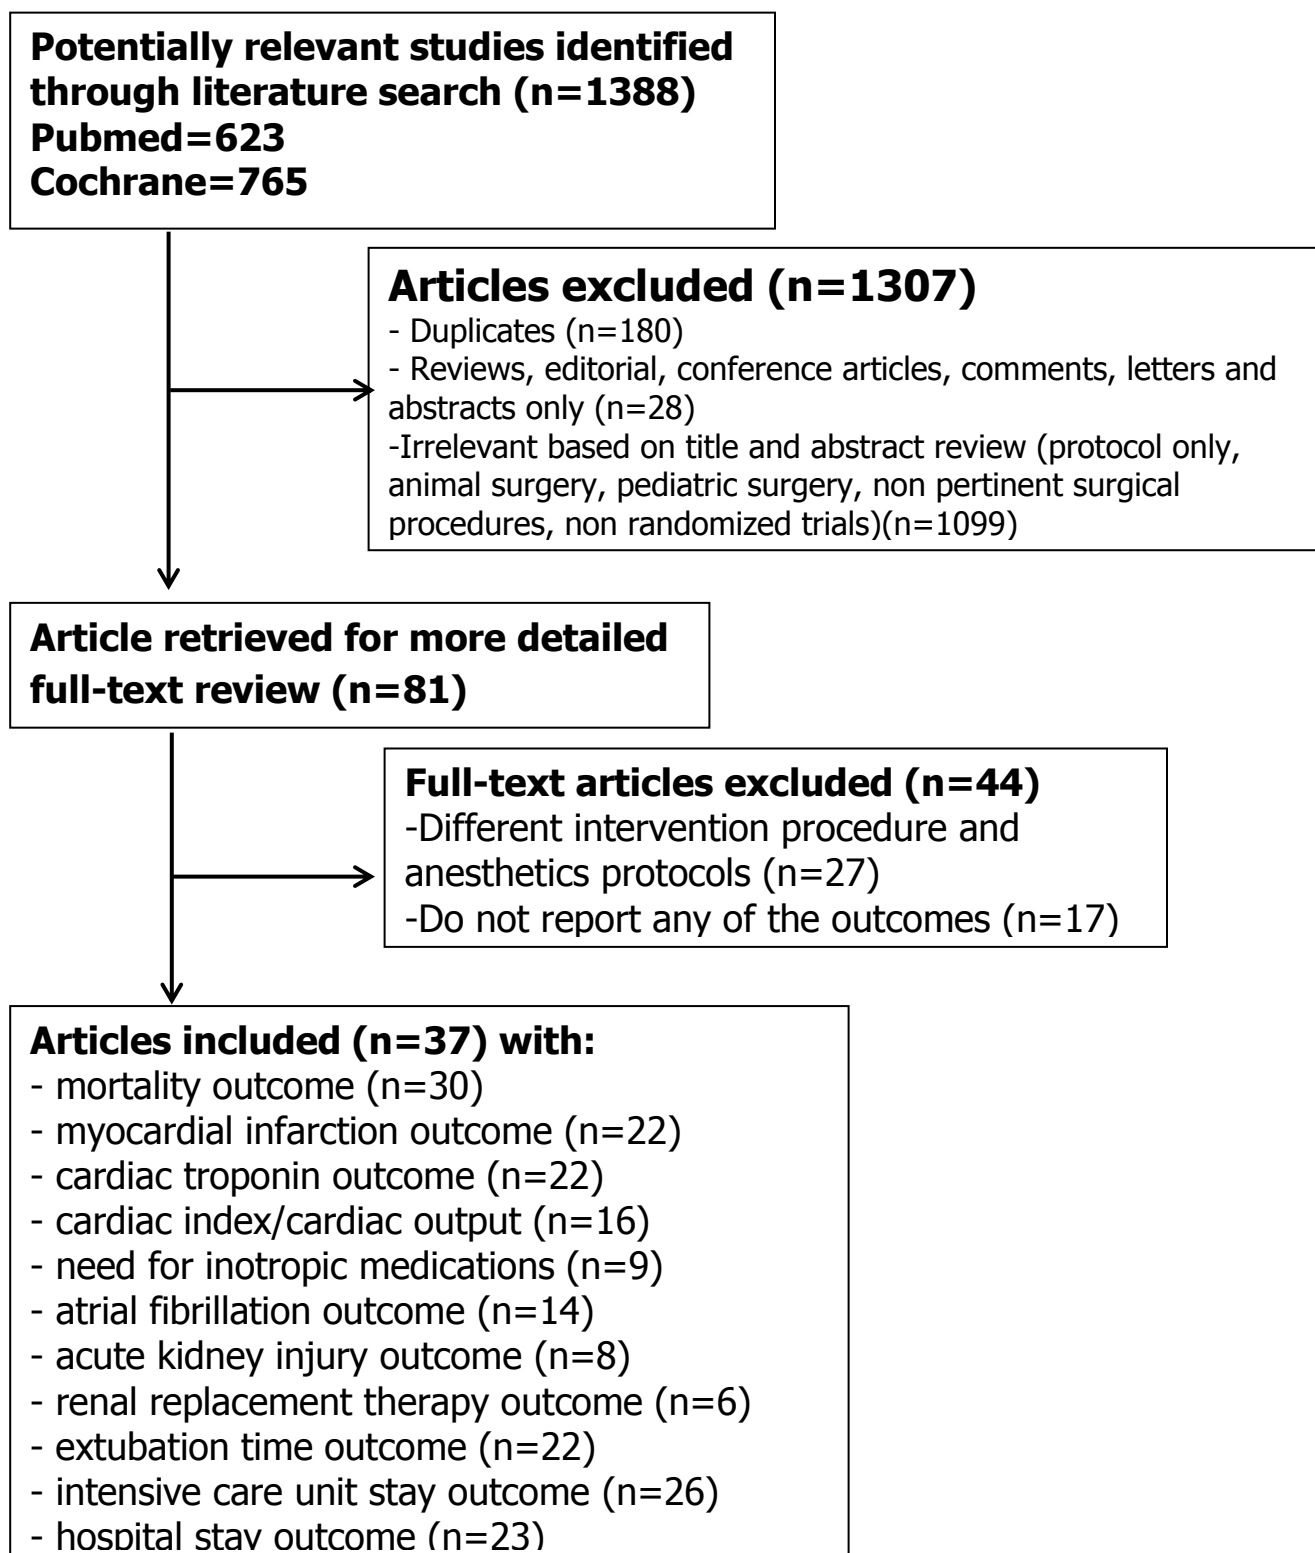 Potentially relevant studies identified
through literature search (n=1388)
Pubmed=623
Cochrane=765
Articles excluded (n=1307)
- Duplicates (n=180)
- Reviews, editorial, conference articles, comments, letters and
abstracts only (n=28)
-Irrelevant based on title and abstract review (protocol only,
animal surgery, pediatric surgery, non pertinent surgical
procedures, non randomized trials)(n=1099)
Article retrieved for more detailed
full-text review (n=81)
Full-text articles excluded (n=44)
-Different intervention procedure and
anesthetics protocols (n=27)
-Do not report any of the outcomes (n=17)
Articles included (n=37) with:
- mortality outcome (n=30)
- myocardial infarction outcome (n=22)
- cardiac troponin outcome (n=22)
- cardiac index/cardiac output (n=16)
- need for inotropic medications (n=9)
- atrial fibrillation outcome (n=14)
- acute kidney injury outcome (n=8)
- renal replacement therapy outcome (n=6)
- extubation time outcome (n=22)
- intensive care unit stay outcome (n=26)
- hospital stay outcome (n=23)